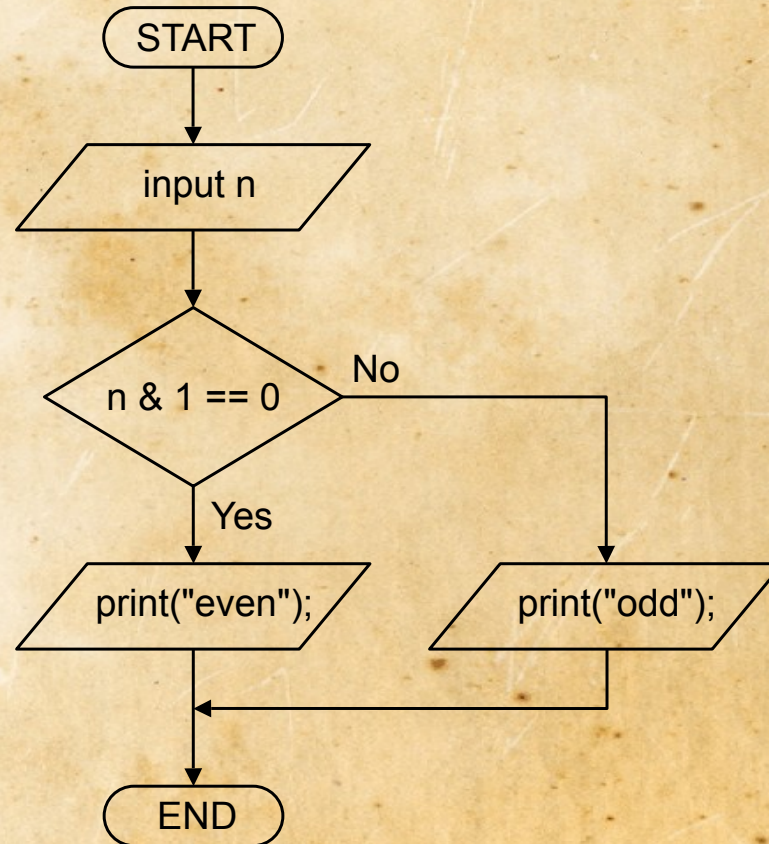 START
input n
n & 1 == 0
No
Yes
print("even");
print("odd");
END